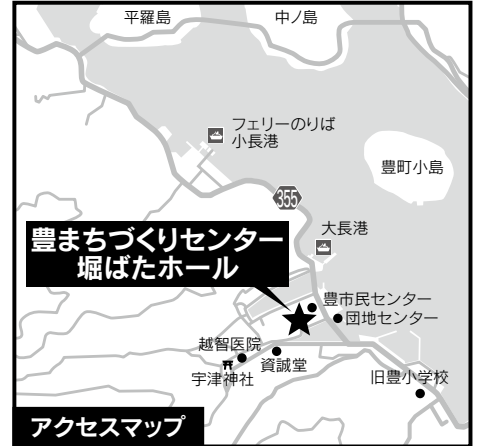 平羅島
中ノ島
フェリーのりば
小長港
豊町小島
355
大長港
豊まちづくりセンター
堀ばたホール
豊市民センター
団地センター
越智医院
資誠堂
宇津神社
旧豊小学校
アクセスマップ